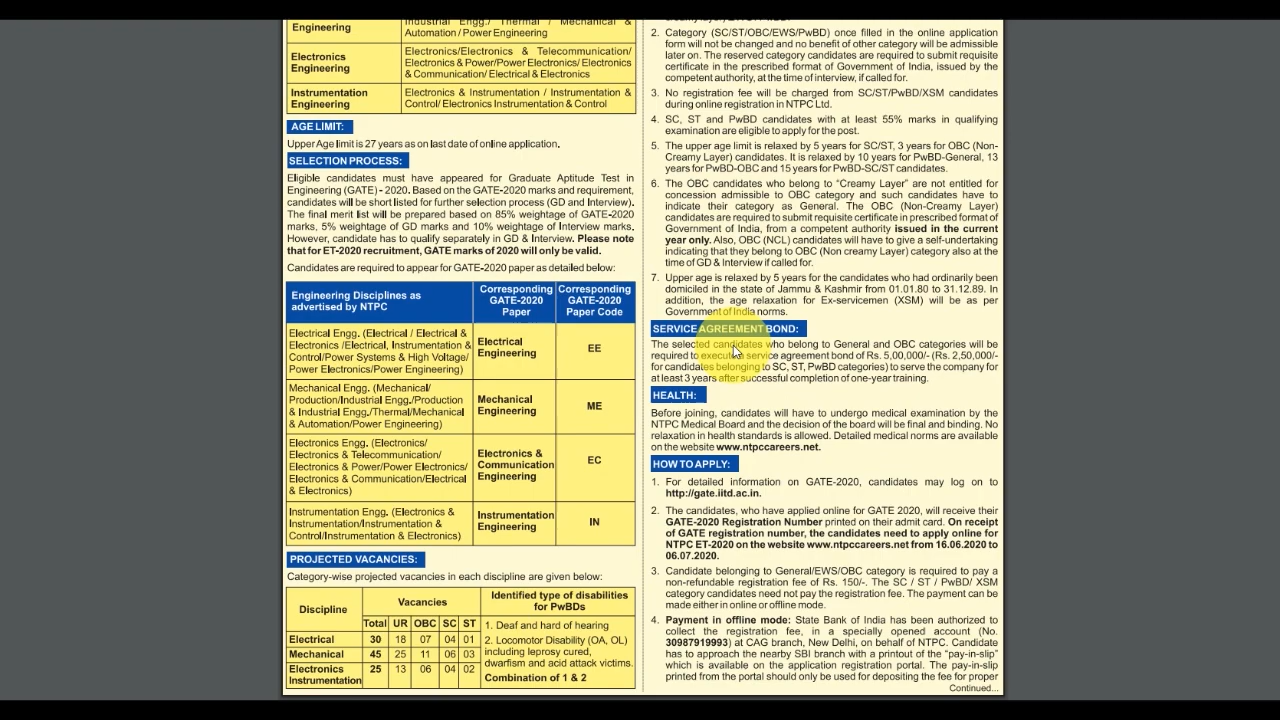 Engineering
Industrial Engg./ Thermal / Mechanical &
Automation / Power Engineering
Electronics
Engineering
Electronics/Electronics & Telecommunication/
Electronics & Power/Power Electronics/ Electronics
& Communication/ Electrical & Electronics
Instrumentation
Engineering
Electronics & Instrumentation / Instrumentation &
Control/ Electronics Instrumentation & Control
AGE LIMIT:
Upper Age limit is 27 years as on last date of online application.
SELECTION PROCESS:
Eligible candidates must have appeared for Graduate Aptitude Test in
Engineering (GATE) - 2020. Based on the GATE-2020 marks and requirement,
candidates will be short listed for further selection process (GD and Interview).
The final merit list will be prepared based on 85% weightage of GATE-2020
marks, 5% weightage of GD marks and 10% weightage of Interview marks.
However, candidate has to qualify separately in GD & Interview. Please note
that for ET-2020 recruitment, GATE marks of 2020 will only be valid.
Candidates are required to appear for GATE-2020 paper as detailed below:
Engineering Disciplines as
advertised by NTPC
Corresponding
GATE-2020
Paper
Corresponding
GATE-2020
Paper Code
Electrical Engg. (Electrical / Electrical &
Electronics /Electrical, Instrumentation &
Control/Power Systems & High Voltage/
Power Electronics/Power Engineering)
Electrical
Engineering
EE
Mechanical Engg. (Mechanical/
Production/Industrial Engg./Production
& Industrial Engg./Thermal/Mechanical
& Automation/Power Engineering)
Mechanical
Engineering
ME
Electronics Engg. (Electronics/
Electronics & Telecommunication/
Electronics & Power/Power Electronics/
Electronics & Communication/Electrical
& Electronics)
Electronics &
Communication
Engineering
EC
Instrumentation Engg. (Electronics &
Instrumentation/Instrumentation &
Control/Instrumentation & Electronics)
Instrumentation
Engineering
IN
PROJECTED VACANCIES:
Category-wise projected vacancies in each discipline are given below:
Discipline
Vacancies
Identified type of disabilities
for PwBDs
Total UR OBC SC ST
Electrical 30 18 07 04 01
Mechanical 45 25 11 06 03
Electronics
Instrumentation 25 13 06 04 02
1. Deaf and hard of hearing
2. Locomotor Disability (OA, OL)
including leprosy cured,
dwarfism and acid attack victims.
Combination of 1 & 2
2. Category (SC/ST/OBC/EWS/PwBD) once filled in the online application
form will not be changed and no benefit of other category will be admissible
later on. The reserved category candidates are required to submit requisite
certificate in the prescribed format of Government of India, issued by the
competent authority, at the time of interview, if called for.
3. No registration fee will be charged from SC/ST/PwBD/XSM candidates
during online registration in NTPC Ltd.
4. SC, ST and PwBD candidates with at least 55% marks in qualifying
examination are eligible to apply for the post.
5. The upper age limit is relaxed by 5 years for SC/ST, 3 years for OBC (Non-
Creamy Layer) candidates. It is relaxed by 10 years for PwBD-General, 13
years for PwBD-OBC and 15 years for PwBD-SC/ST candidates.
6. The OBC candidates who belong to “Creamy Layer” are not entitled for
concession admissible to OBC category and such candidates have to
indicate their category as General. The OBC (Non-Creamy Layer)
candidates are required to submit requisite certificate in prescribed format of
Government of India, from a competent authority issued in the current
year only. Also, OBC (NCL) candidates will have to give a self-undertaking
indicating that they belong to OBC (Non creamy Layer) category also at the
time of GD & Interview if called for.
7. Upper age is relaxed by 5 years for the candidates who had ordinarily been
domiciled in the state of Jammu & Kashmir from 01.01.80 to 31.12.89. In
addition, the age relaxation for Ex-servicemen (XSM) will be as per
Government of India norms.
SERVICE AGREEMENT BOND:
The selected candidates who belong to General and OBC categories will be
required to execute service agreement bond of Rs. 5,00,000/- (Rs. 2,50,000/-
for candidates belonging to SC, ST, PwBD categories) to serve the company for
at least 3 years after successful completion of one-year training.
HEALTH:
Before joining, candidates will have to undergo medical examination by the
NTPC Medical Board and the decision of the board will be final and binding. No
relaxation in health standards is allowed. Detailed medical norms are available
on the website www.ntpccareers.net.
HOW TO APPLY:
1. For detailed information on GATE-2020, candidates may log on to
http://gate.iitd.ac.in.
2. The candidates, who have applied online for GATE 2020, will receive their
GATE-2020 Registration Number printed on their admit card. On receipt
of GATE registration number, the candidates need to apply online for
NTPC ET-2020 on the website www.ntpccareers.net from 16.06.2020 to
06.07.2020.
3. Candidate belonging to General/EWS/OBC category is required to pay a
non-refundable registration fee of Rs. 150/-. The SC / ST / PwBD/ XSM
category candidates need not pay the registration fee. The payment can be
made either in online or offline mode.
4. Payment in offline mode: State Bank of India has been authorized to
collect the registration fee, in a specially opened account (No.
30987919993) at CAG branch, New Delhi, on behalf of NTPC. Candidate
has to approach the nearby SBI branch with a printout of the “pay-in-slip”
which is available on the application registration portal. The pay-in-slip
printed from the portal should only be used for depositing the fee for proper
Continued...